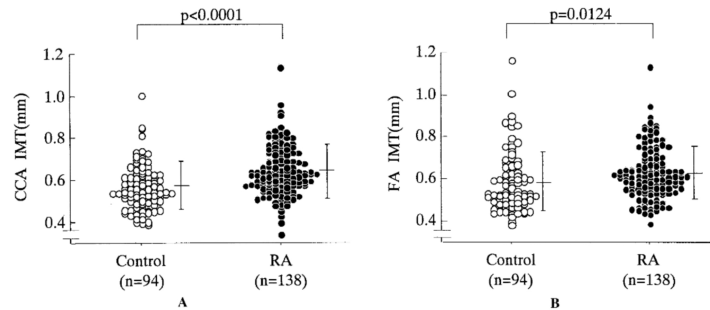 p<0.0001
CCA IMT(mm)
1.2
1.0
0.8
0.6
0.4
Control
(n=94)
RA
(n=138)
A
p=0.0124
FA IMT(mm)
1.2
1.0
0.8
0.6
0.4
Control
(n=94)
RA
(n=138)
B